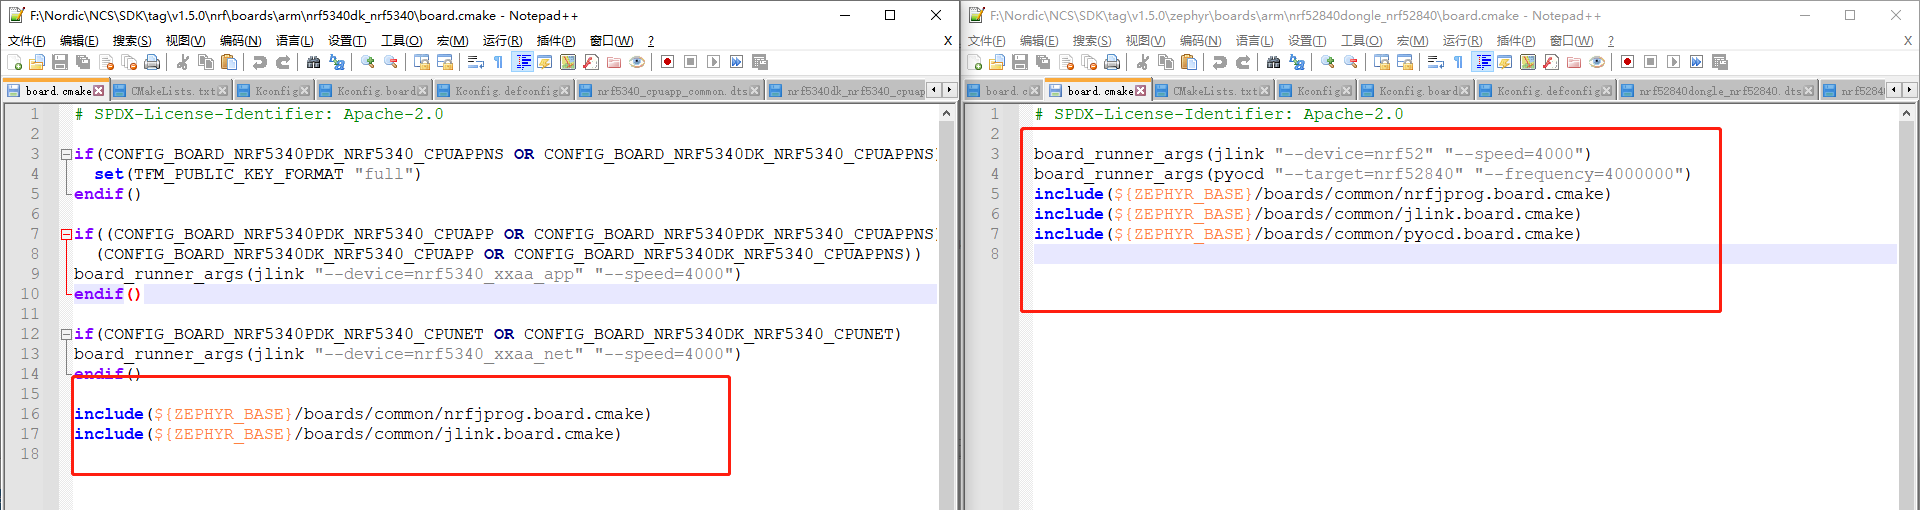 F:\Nordic\NCS\SDK\tag\v1.5.0\nrf\boards\arm\nrf5340dk_nrf5340\board.cmake - Notepad++
文件(F) 编辑(E) 搜索(S) 视图(V) 编码(N) 语言(L) 设置(T) 工具(O) 宏(M) 运行(R) 插件(P) 窗口(W) ? X
board.cmake CMakeLists.txt Kconfig Kconfig.board Kconfig.defconfig nrf5340_cpuapp_common.dts nrf5340dk_nrf5340_cpuapp
1 # SPDX-License-Identifier: Apache-2.0
2
3 if(CONFIG_BOARD_NRF5340PDK_NRF5340_CPUAPPNS OR CONFIG_BOARD_NRF5340DK_NRF5340_CPUAPPNS)
4 set(TFM_PUBLIC_KEY_FORMAT "full")
5 endif()
6
7 if((CONFIG_BOARD_NRF5340PDK_NRF5340_CPUAPP OR CONFIG_BOARD_NRF5340PDK_NRF5340_CPUAPPNS)
8 (CONFIG_BOARD_NRF5340DK_NRF5340_CPUAPP OR CONFIG_BOARD_NRF5340DK_NRF5340_CPUAPPNS))
9 board_runner_args(jlink "--device=nrf5340_xxaa_app" "--speed=4000")
10 endif()
11
12 if(CONFIG_BOARD_NRF5340PDK_NRF5340_CPUNET OR CONFIG_BOARD_NRF5340DK_NRF5340_CPUNET)
13 board_runner_args(jlink "--device=nrf5340_xxaa_net" "--speed=4000")
14 endif()
15
16 include(${ZEPHYR_BASE}/boards/common/nrfjprog.board.cmake)
17 include(${ZEPHYR_BASE}/boards/common/jlink.board.cmake)
18
F:\Nordic\NCS\SDK\tag\v1.5.0\zephyr\boards\arm\nrf52840dongle_nrf52840\board.cmake - Notepad++
文件(F) 编辑(E) 搜索(S) 视图(V) 编码(N) 语言(L) 设置(T) 工具(O) 宏(M) 运行(R) 插件(P) 窗口(W) ? X
board.c board.cmake CMakeLists.txt Kconfig Kconfig.board Kconfig.defconfig nrf52840dongle_nrf52840.dts nrf52840
1 # SPDX-License-Identifier: Apache-2.0
2
3 board_runner_args(jlink "--device=nrf52" "--speed=4000")
4 board_runner_args(pyocd "--target=nrf52840" "--frequency=4000000")
5 include(${ZEPHYR_BASE}/boards/common/nrfjprog.board.cmake)
6 include(${ZEPHYR_BASE}/boards/common/jlink.board.cmake)
7 include(${ZEPHYR_BASE}/boards/common/pyocd.board.cmake)
8